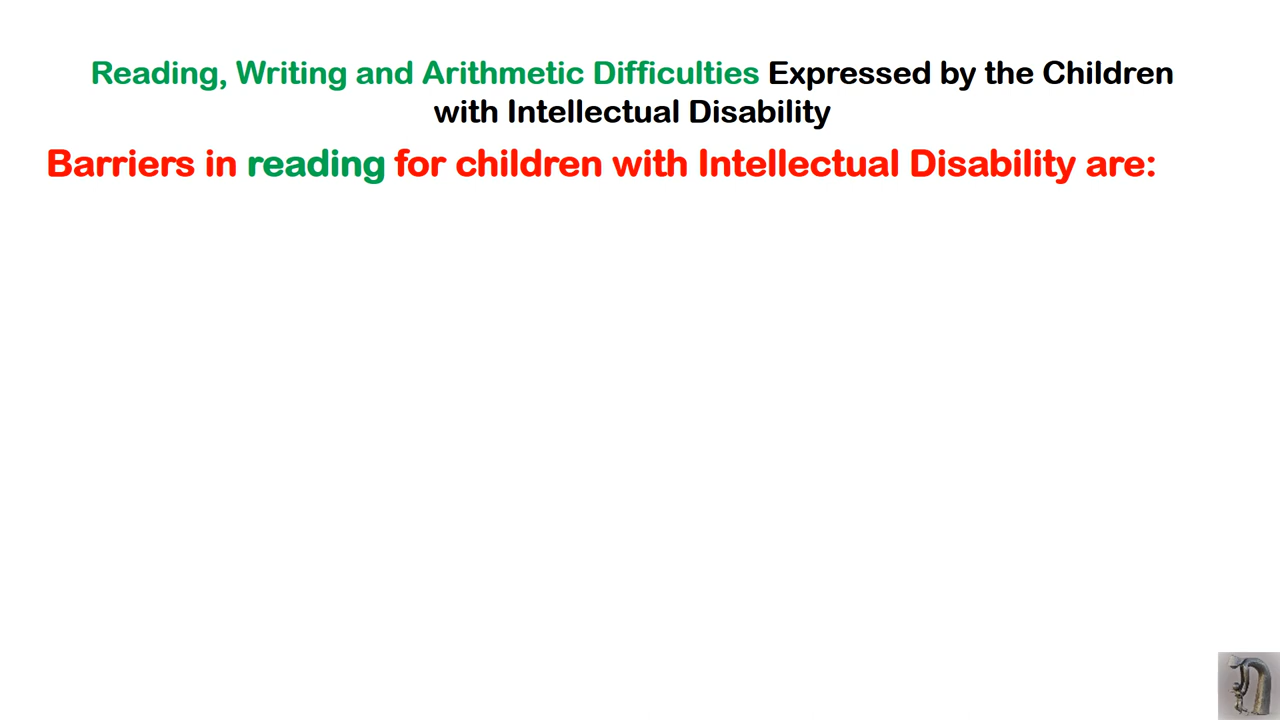 Reading, Writing and Arithmetic Difficulties Expressed by the Children
with Intellectual Disability
Barriers in reading for children with Intellectual Disability are: